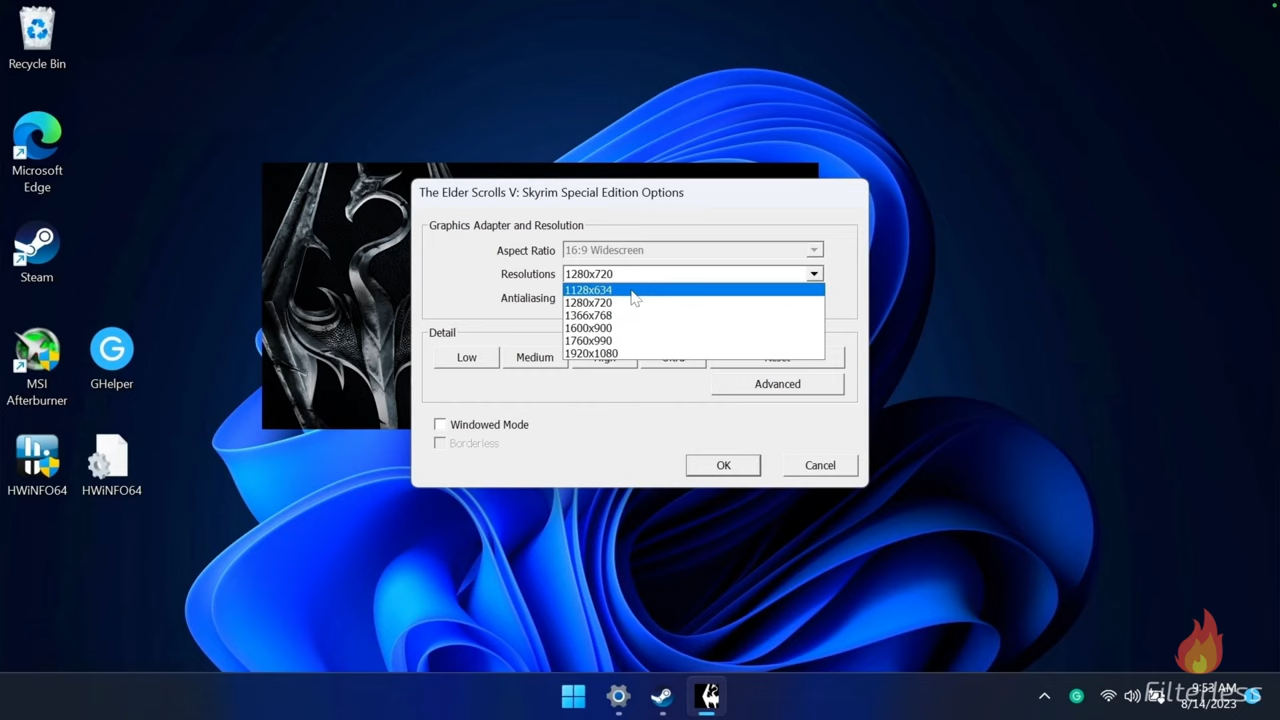 Recycle Bin
Microsoft
Edge
Steam
MSI
Afterburner
GHelper
HWiNFO64
HWiNFO64
The Elder Scrolls V: Skyrim Special Edition Options
Graphics Adapter and Resolution
Aspect Ratio
16:9 Widescreen
Resolutions
1280x720
1128x634
1280x720
1366x768
1600x900
1760x990
1920x1080
Antialiasing
Detail
Low
Medium
Advanced
Windowed Mode
Borderless
OK
Cancel
Filterless
9:53 AM
8/14/2023
1